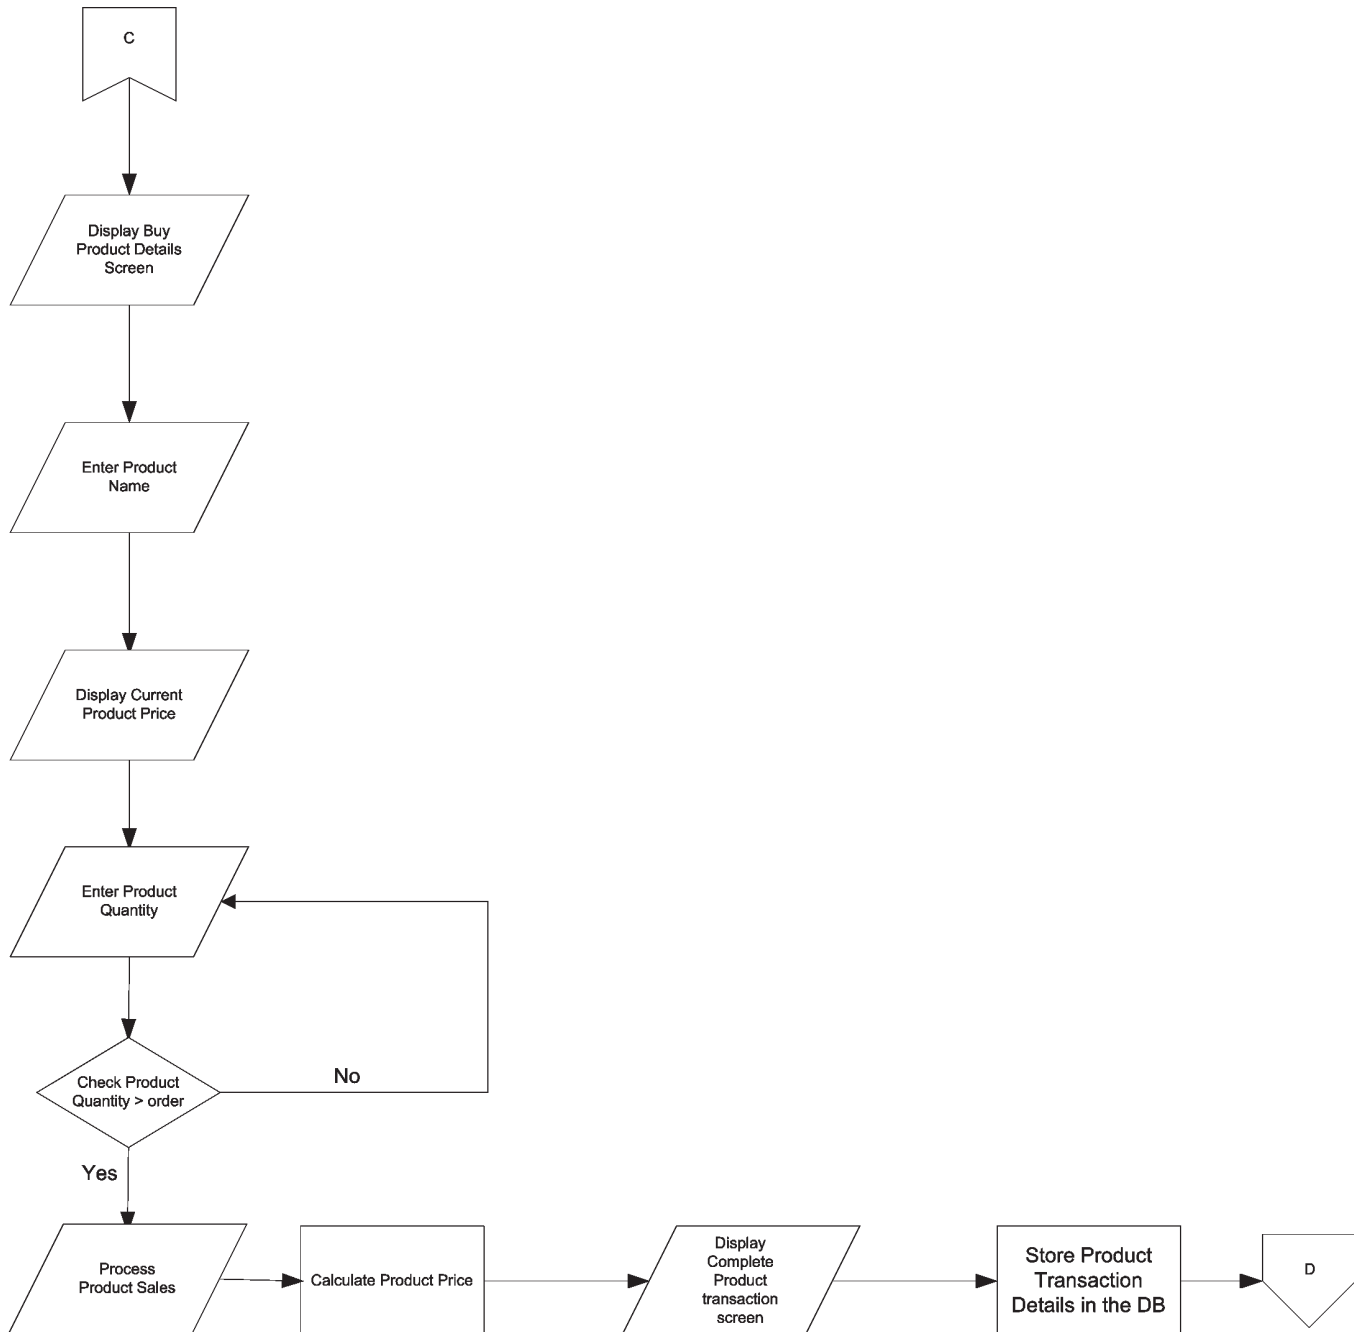 C
Display Buy
Product Details
Screen
Enter Product
Name
Display Current
Product Price
Enter Product
Quantity
Check Product
Quantity > order
No
Yes
Process
Product Sales
Calculate Product Price
Display
Complete
Product
transaction
screen
Store Product
Transaction
Details in the DB
D